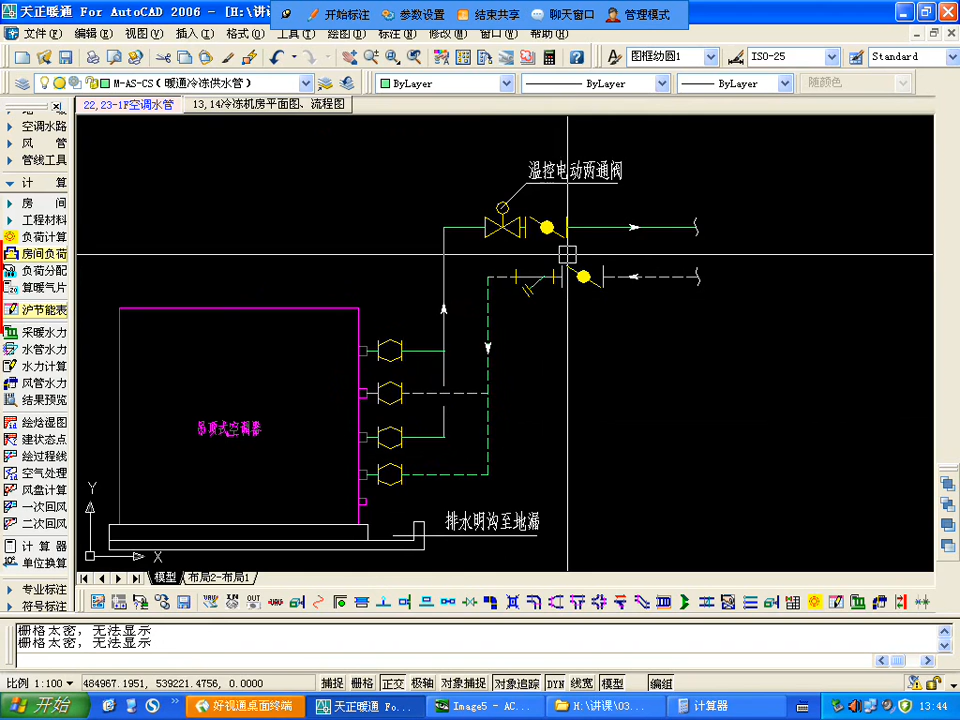 天正暖通 For AutoCAD 2006 - [H:\讲课
开始标注
参数设置
结束共享
聊天窗口
管理模式
文件(F)
编辑(E)
视图(V)
插入(I)
格式(O)
工具(T)
绘图(D)
标注(N)
修改(M)
窗口(W)
帮助(H)
图框仿圆1
ISO-25
Standard
M-AS-CS(暖通冷冻供水管)
ByLayer
ByLayer
ByLayer
随颜色
22,23-1F空调水管
13,14冷冻机房平面图、流程图
空调水路
风 管
管线工具
计 算
房 间
工程材料
负荷计算
房间负荷
负荷分配
算暖气片
沪节能表
采暖水力
水管水力
水力计算
风管水力
结果预览
绘焓湿图
建状态点
绘过程线
空气处理
风盘计算
一次回风
二次回风
计 算 器
单位换算
专业标注
符号标注
温控电动两通阀
吊顶式空调器
排水明沟至地漏
Y
X
模型
布局2-布局1
栅格太密, 无法显示
栅格太密, 无法显示
比例 1:100
484967.1951, 539221.4756, 0.0000
捕捉
栅格
正交
极轴
对象捕捉
对象追踪
DYN
线宽
模型
编组
开始
好视通桌面终端
天正暖通 Fo...
Image5 - AC...
H:\讲课\03...
计算器
13:44